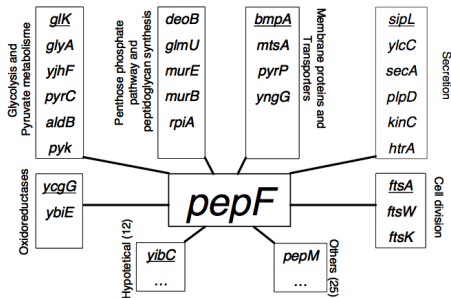 Glycolysis and
Pyruvate metabolisme
glK
glyA
yjhF
pyrC
aldB
pyk
Penthose phosphate
pathway and
peptidoglycan synthesis
deoB
glmU
murE
murB
rpiA
bmpA
mtsA
pyrP
yngG
Membrane proteins and
Transporters
sipL
ylcC
secA
plpD
kinC
htrA
Secretion
Oxidoreductases
ycgG
ybiE
pepF
ftsA
ftsW
ftsK
Cell division
Hypotetical (12)
yibC
...
pepM
...
Others (25)